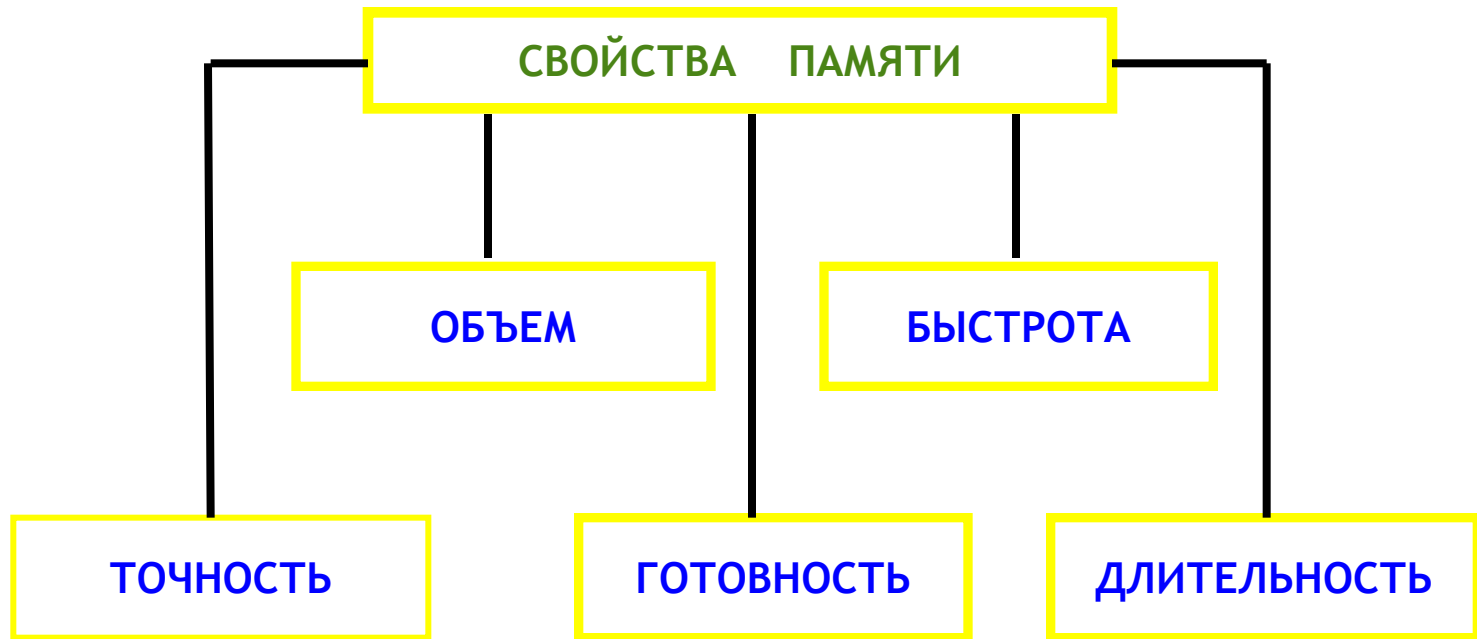 СВОЙСТВА ПАМЯТИ
ОБЪЕМ
БЫСТРОТА
ТОЧНОСТЬ
ГОТОВНОСТЬ
ДЛИТЕЛЬНОСТЬ